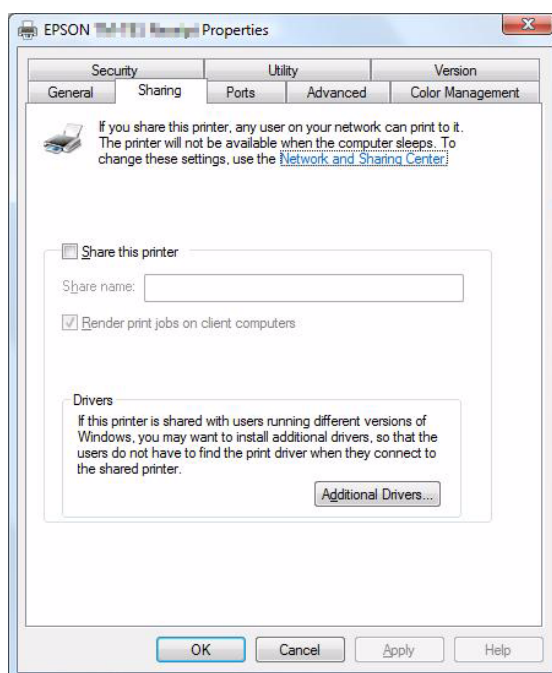 EPSON Properties
Security Utility Version
General Sharing Ports Advanced Color Management
If you share this printer, any user on your network can print to it.
The printer will not be available when the computer sleeps. To
change these settings, use the Network and Sharing Center.
Share this printer
Share name:
Render print jobs on client computers
Drivers
If this printer is shared with users running different versions of
Windows, you may want to install additional drivers, so that the
users do not have to find the print driver when they connect to
the shared printer.
Additional Drivers...
OK Cancel Apply Help